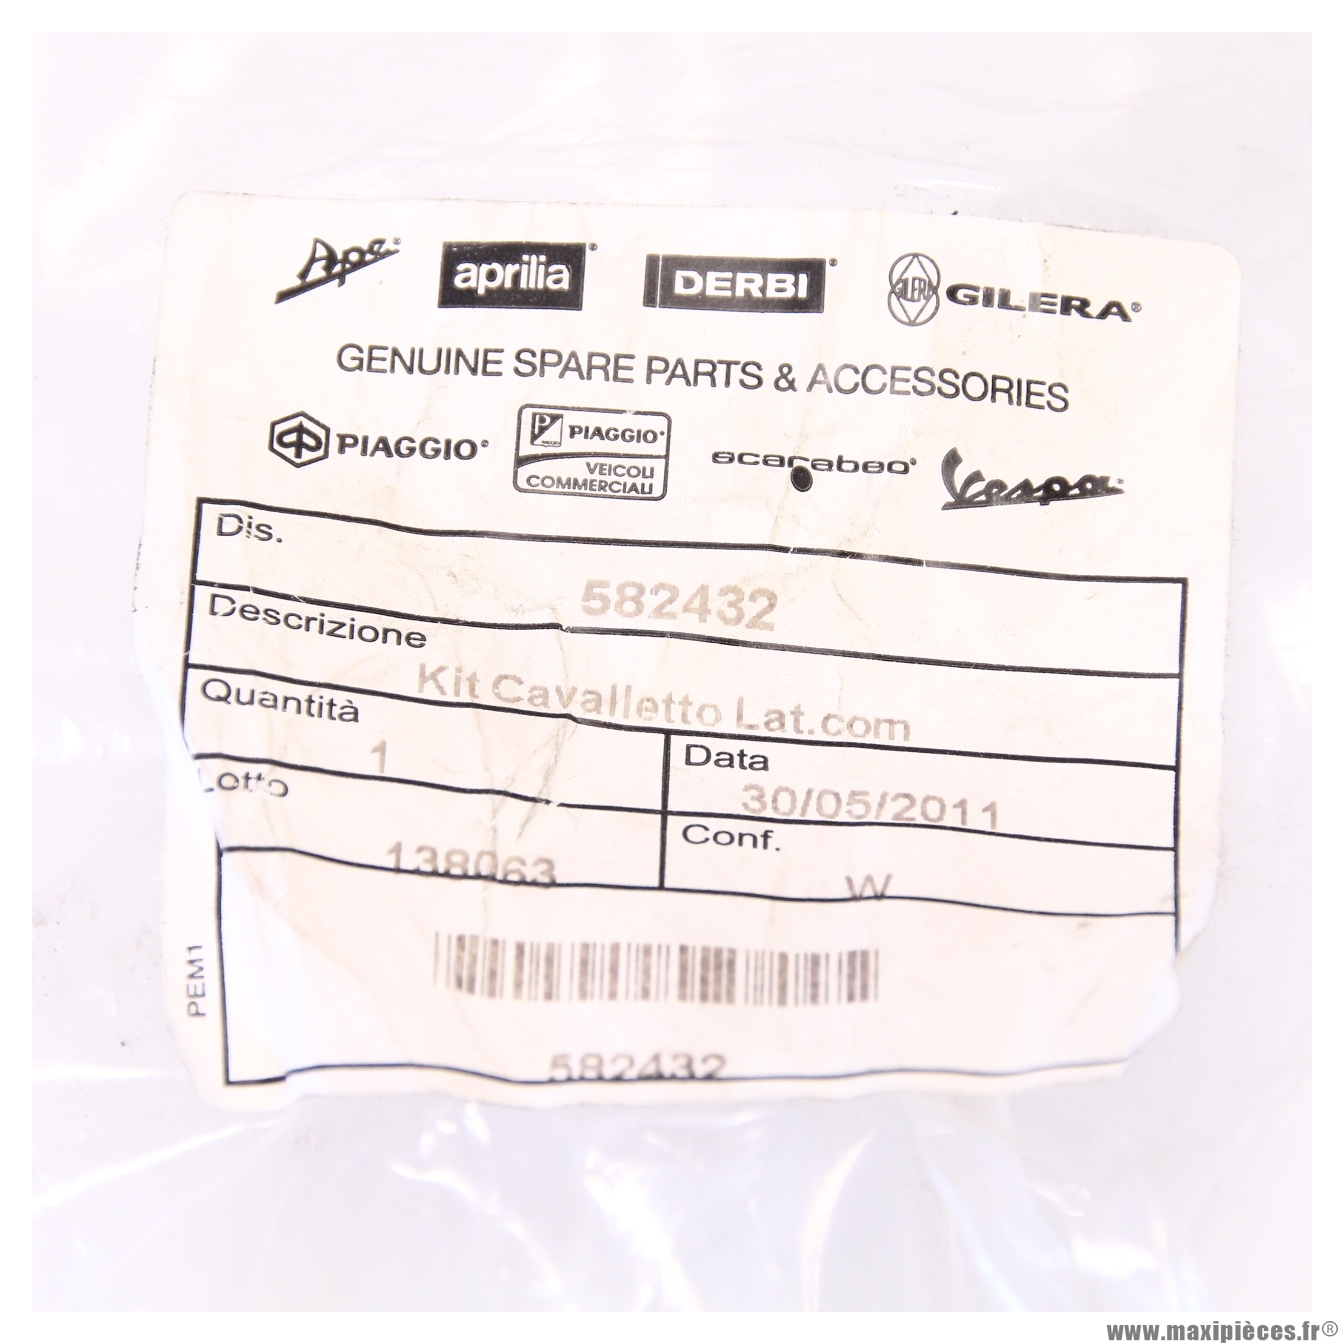 Ape®
aprilia®
DERBI®
GILERA GILERA®
GENUINE SPARE PARTS & ACCESSORIES
PIAGGIO®
P PIAGGIO PIAGGIO®
VEICOLI
COMMERCIALI
scarabeo®
Vespa®
Dis.
582432
Descrizione
Kit Cavalletto Lat.com
Quantità
1
Data
30/05/2011
Lotto
138063
Conf.
W
PEM1
582432
www.maxipièces.fr®